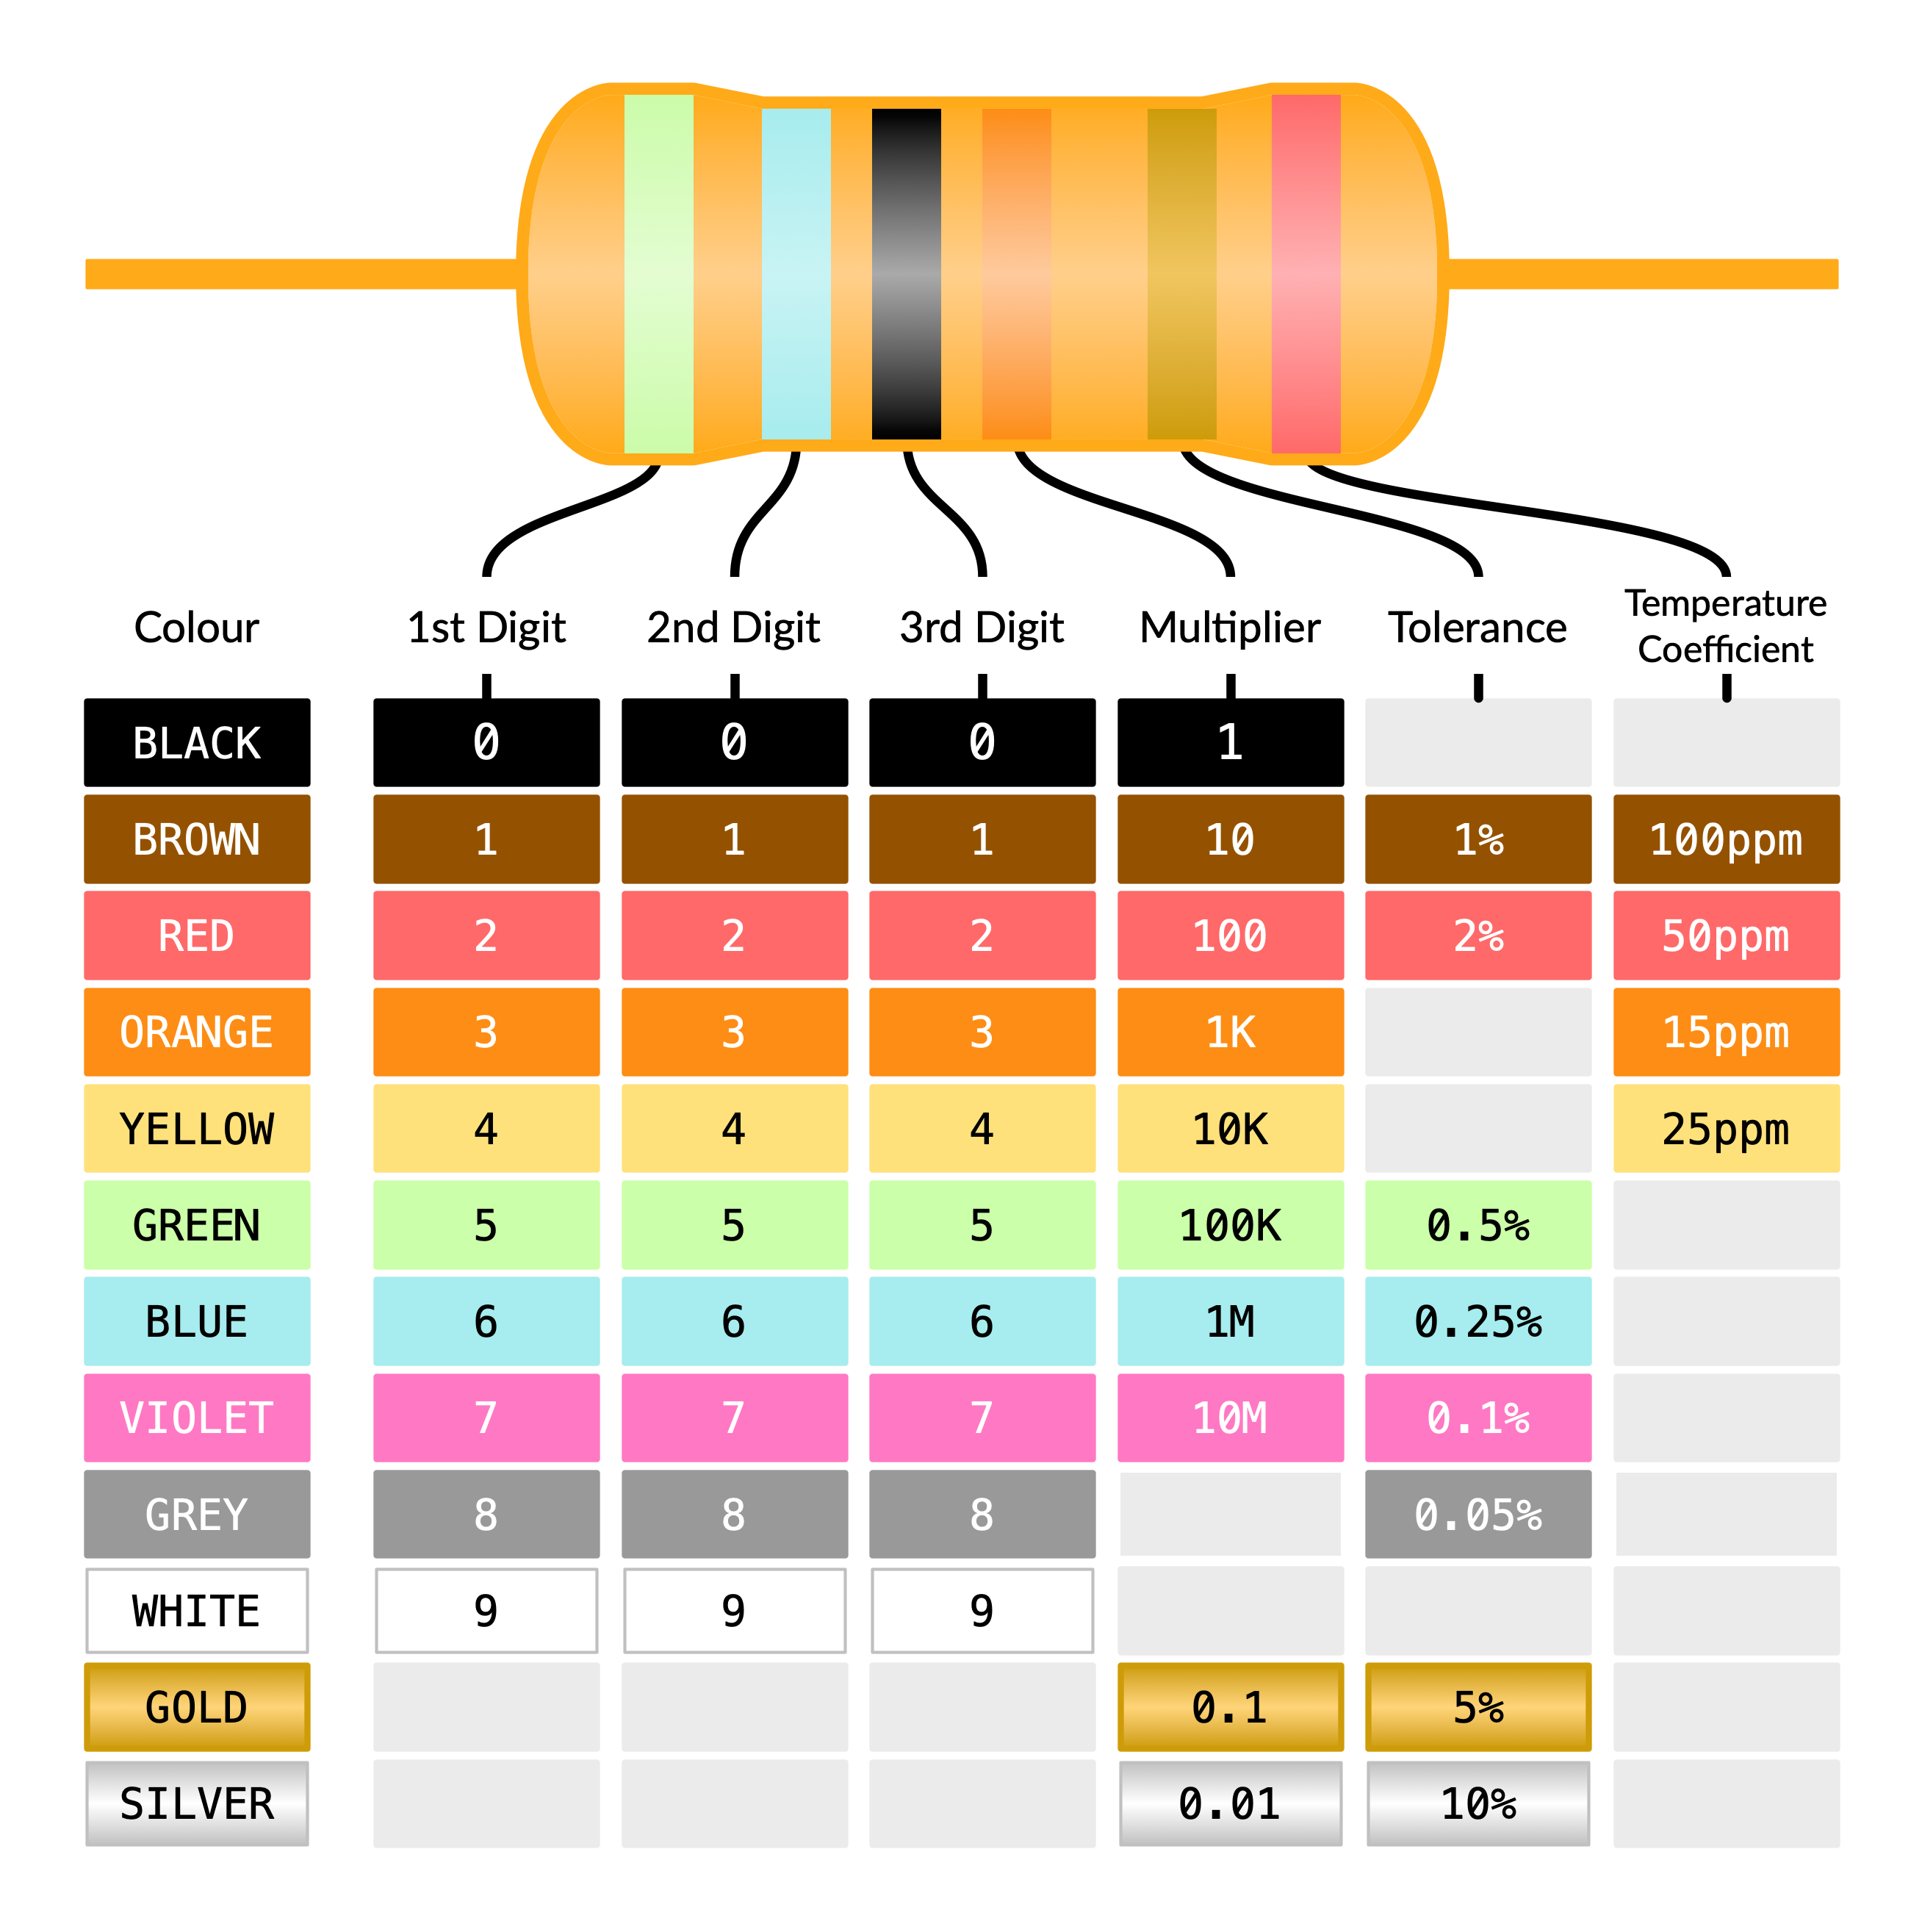 Colour 1st Digit 2nd Digit 3rd Digit Multiplier Tolerance Temperature
Coefficient
BLACK 0 0 0 1
BROWN 1 1 1 10 1% 100ppm
RED 2 2 2 100 2% 50ppm
ORANGE 3 3 3 1K 15ppm
YELLOW 4 4 4 10K 25ppm
GREEN 5 5 5 100K 0.5%
BLUE 6 6 6 1M 0.25%
VIOLET 7 7 7 10M 0.1%
GREY 8 8 8 0.05%
WHITE 9 9 9
GOLD 0.1 5%
SILVER 0.01 10%